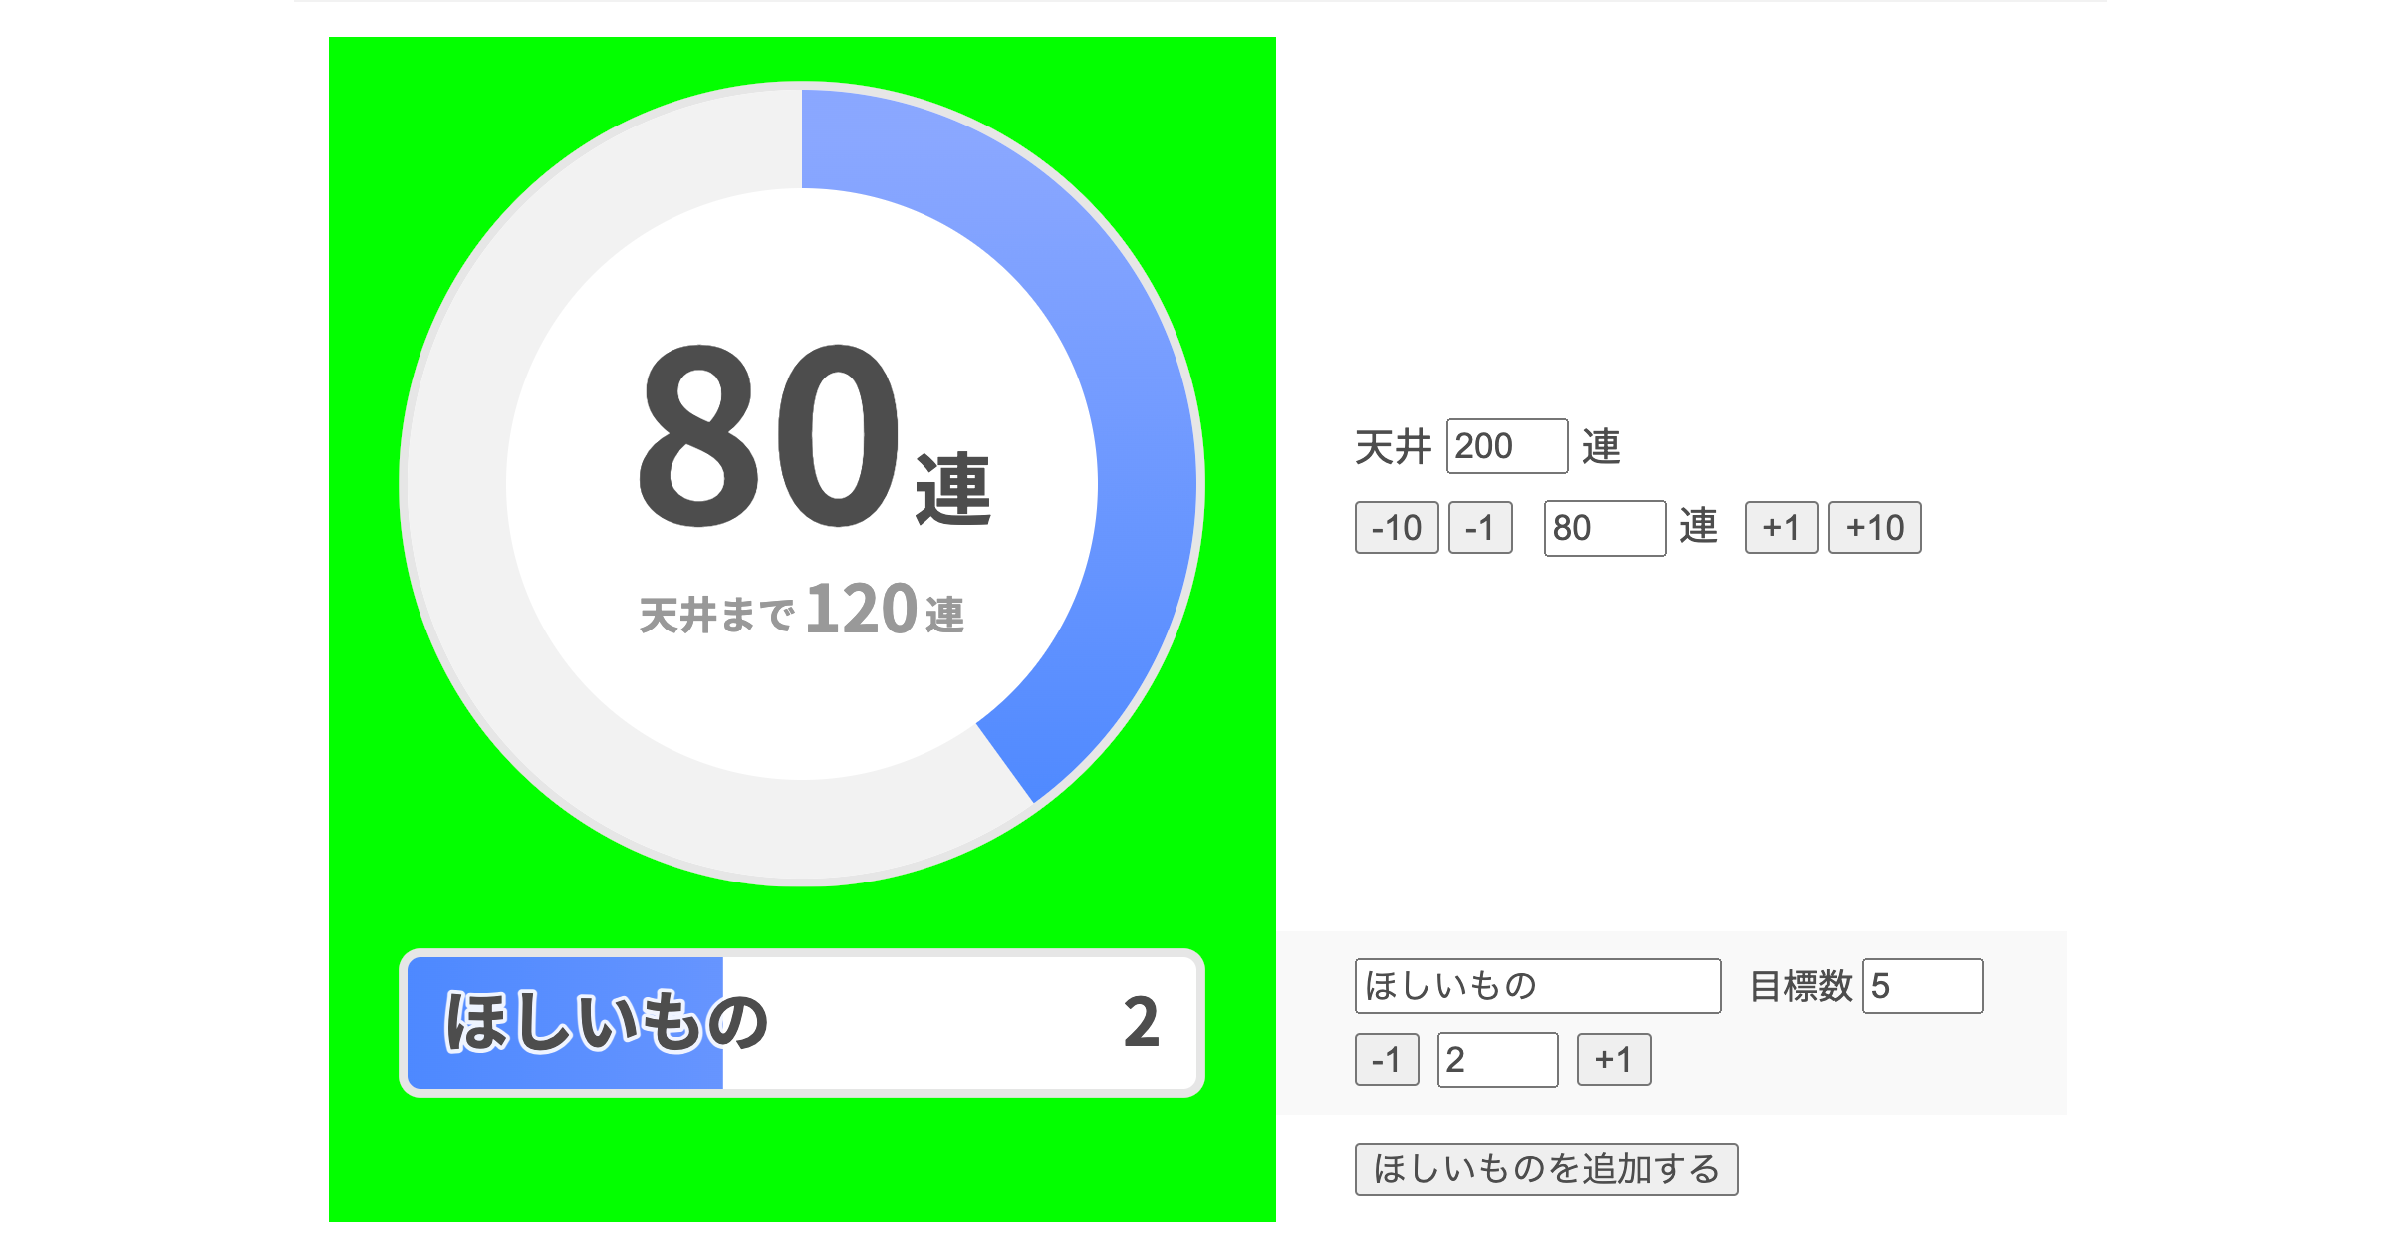 80連
天井まで120連
ほしいもの 2
天井 200 連
-10 -1 80 連 +1 +10
ほしいもの 目標数 5
-1 2 +1
ほしいものを追加する